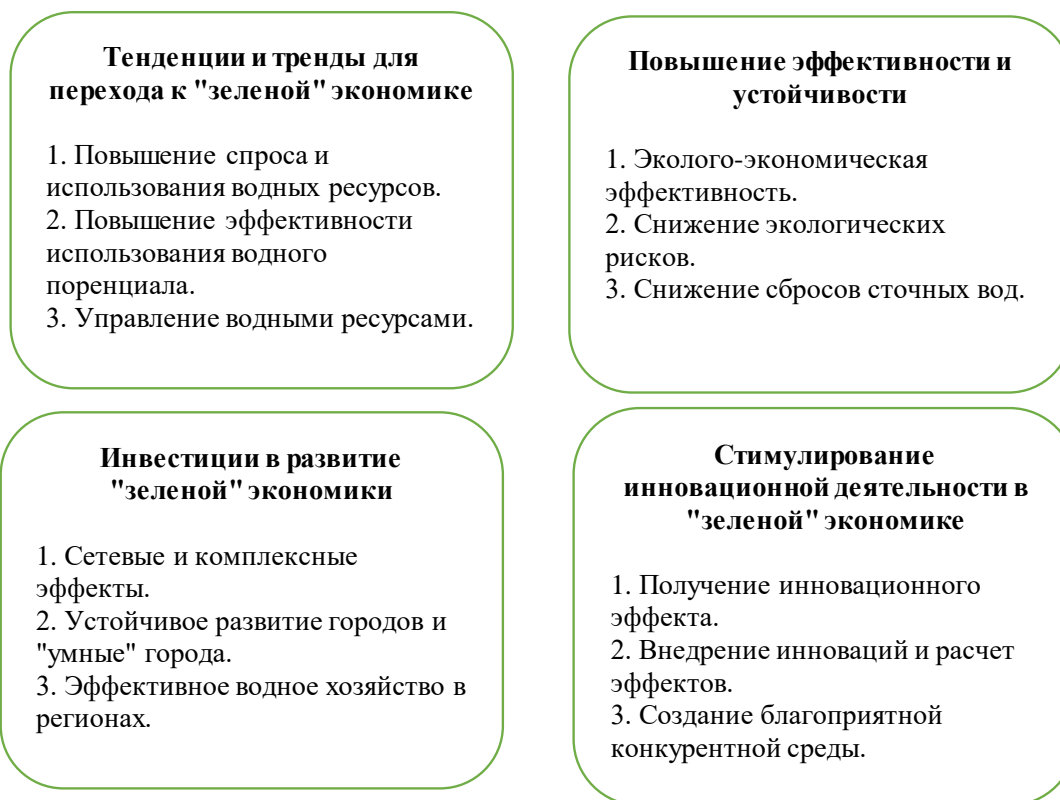 Тенденции и тренды для
перехода к "зеленой" экономике
1. Повышение спроса и
использования водных ресурсов.
2. Повышение эффективности
использования водного
поренциала.
3. Управление водными ресурсами.
Повышение эффективности и
устойчивости
1. Эколого-экономическая
эффективность.
2. Снижение экологических
рисков.
3. Снижение сбросов сточных вод.
Инвестиции в развитие
"зеленой" экономики
1. Сетевые и комплексные
эффекты.
2. Устойчивое развитие городов и
"умные" города.
3. Эффективное водное хозяйство в
регионах.
Стимулирование
инновационной деятельности в
"зеленой" экономике
1. Получение инновационного
эффекта.
2. Внедрение инноваций и расчет
эффектов.
3. Создание благоприятной
конкурентной среды.